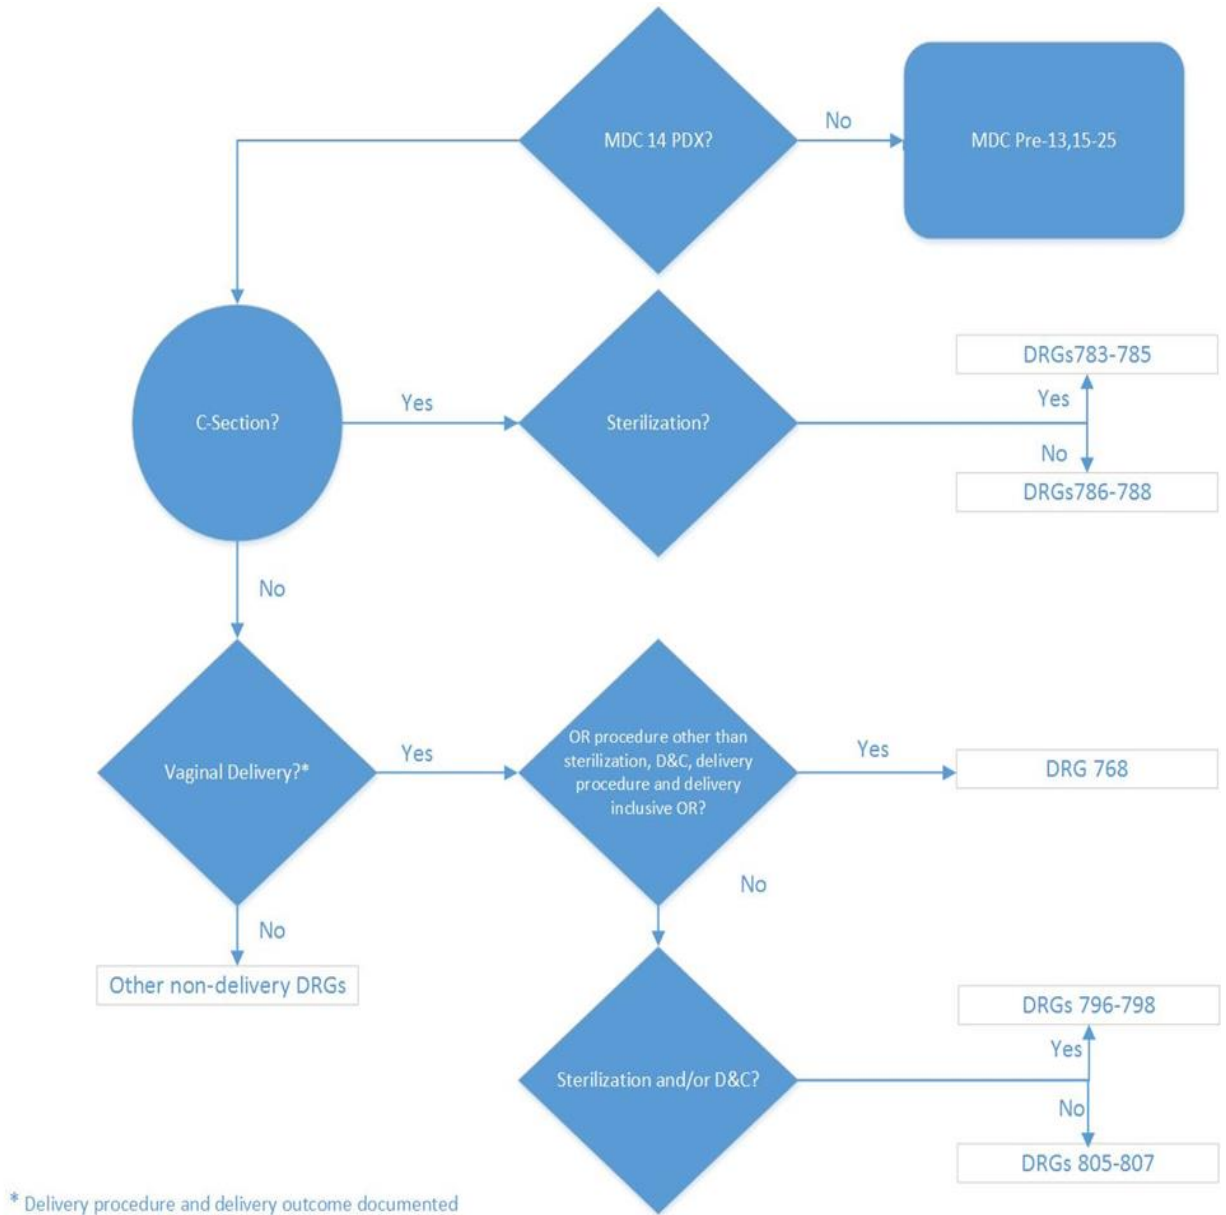 MDC 14 PDX?
No
MDC Pre-13,15-25
C-Section?
Yes
Sterilization?
DRGs783-785
Yes
No
DRGs786-788
No
Vaginal Delivery?*
Yes
OR procedure other than
sterilization, D&C, delivery
procedure and delivery
inclusive OR?
Yes
DRG 768
No
No
Other non-delivery DRGs
Sterilization and/or D&C?
DRGs 796-798
Yes
No
DRGs 805-807
* Delivery procedure and delivery outcome documented